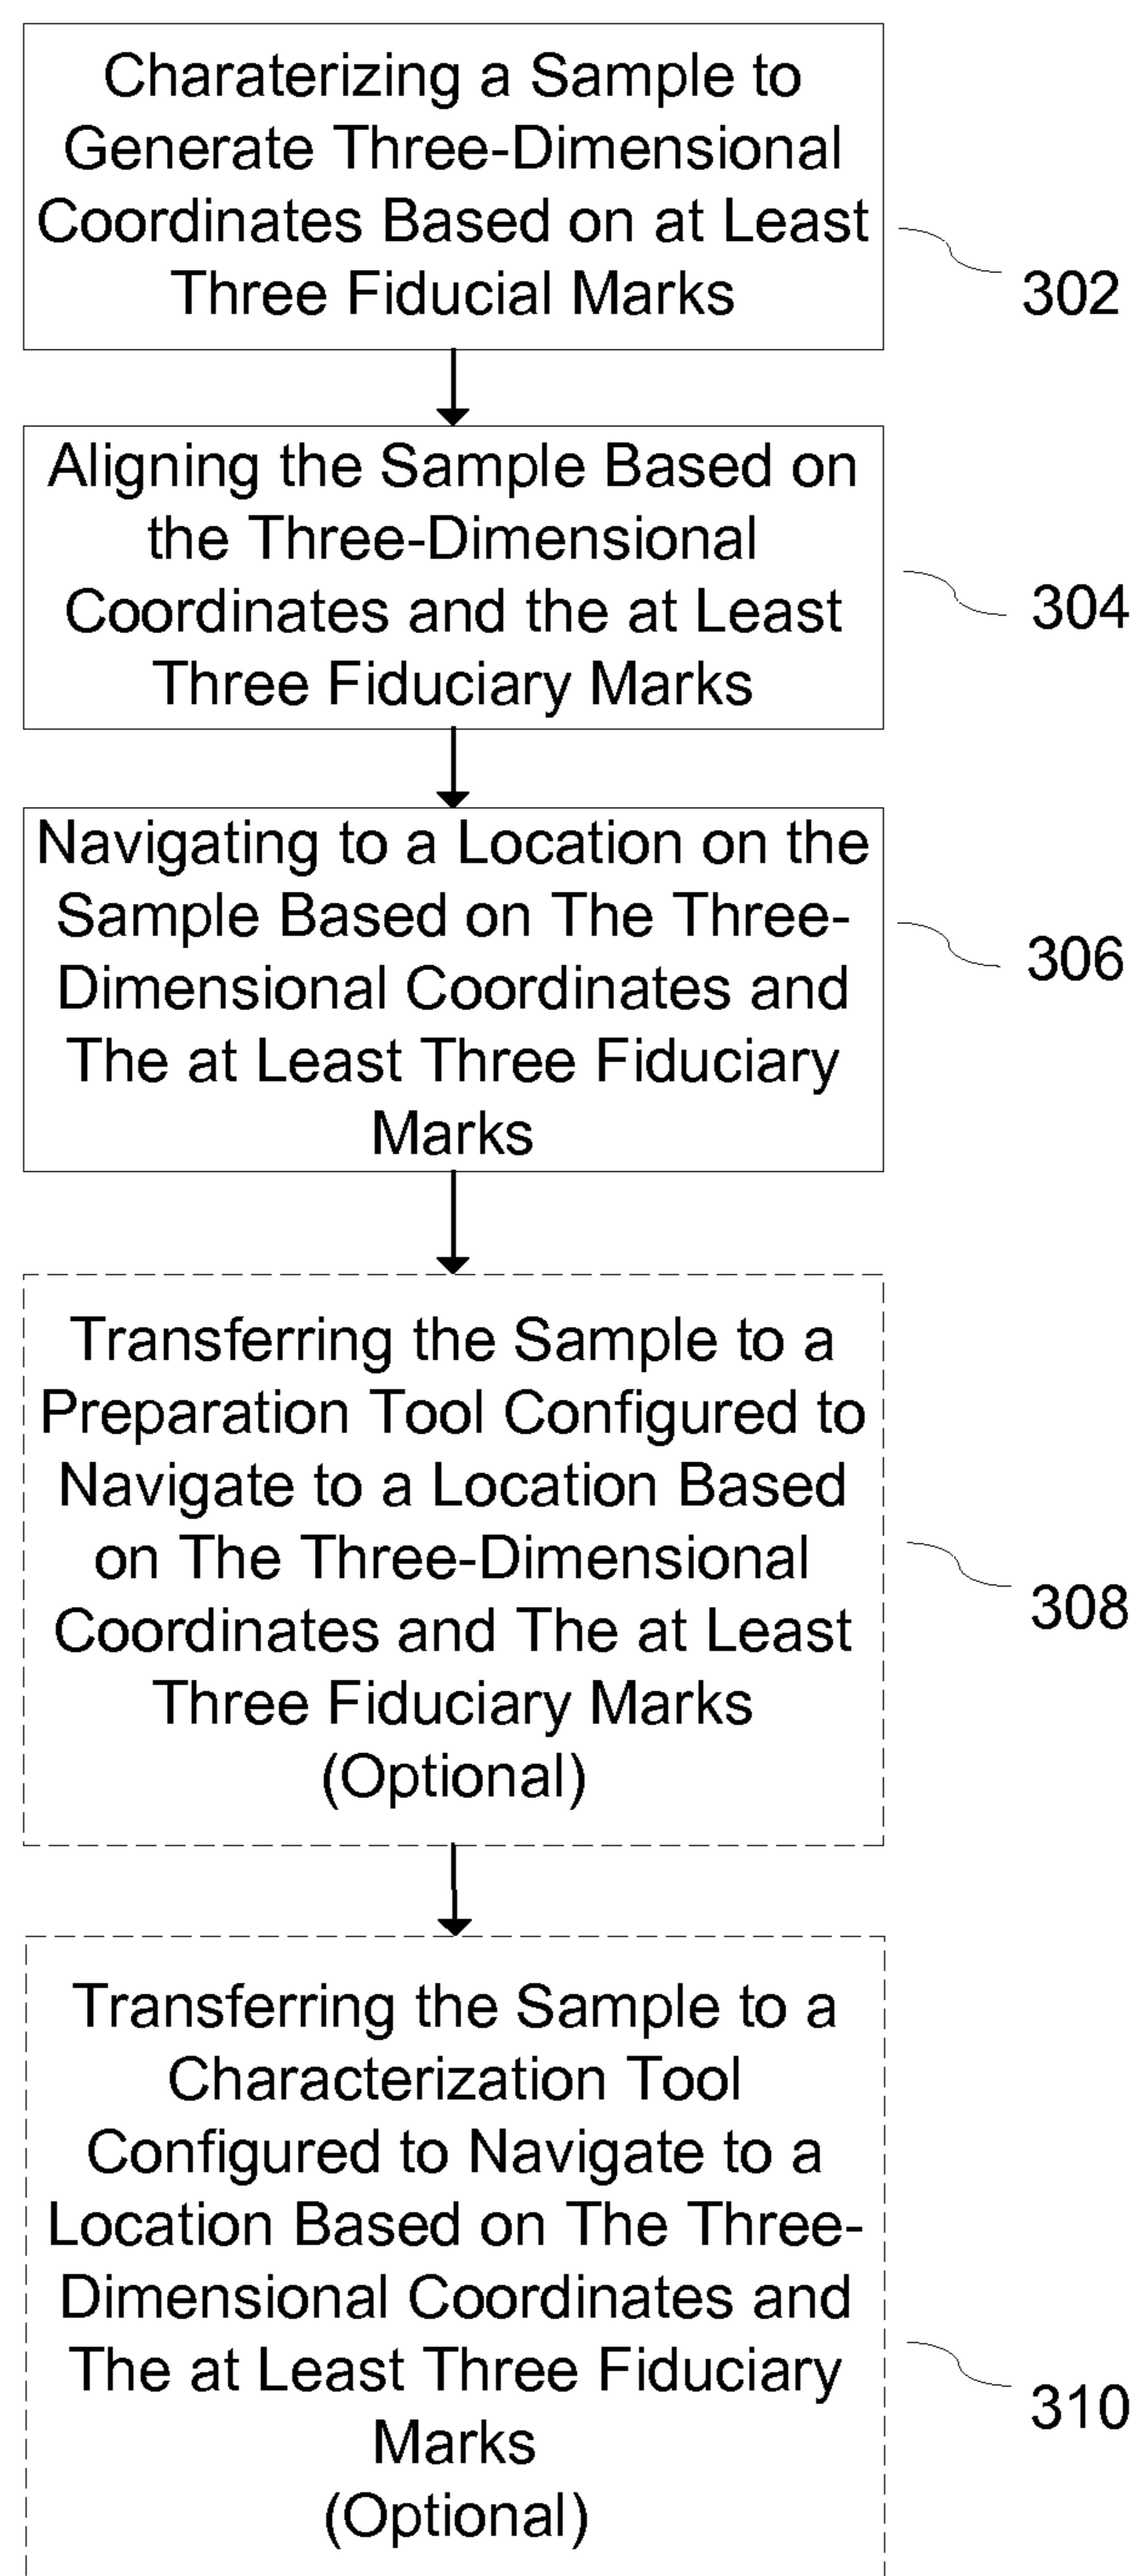 Charaterizing a Sample to
Generate Three-Dimensional
Coordinates Based on at Least
Three Fiducial Marks
302
Aligning the Sample Based on
the Three-Dimensional
Coordinates and the at Least
Three Fiduciary Marks
304
Navigating to a Location on the
Sample Based on The Three-
Dimensional Coordinates and
The at Least Three Fiduciary
Marks
306
Transferring the Sample to a
Preparation Tool Configured to
Navigate to a Location Based
on The Three-Dimensional
Coordinates and The at Least
Three Fiduciary Marks
(Optional)
308
Transferring the Sample to a
Characterization Tool
Configured to Navigate to a
Location Based on The Three-
Dimensional Coordinates and
The at Least Three Fiduciary
Marks
(Optional)
310